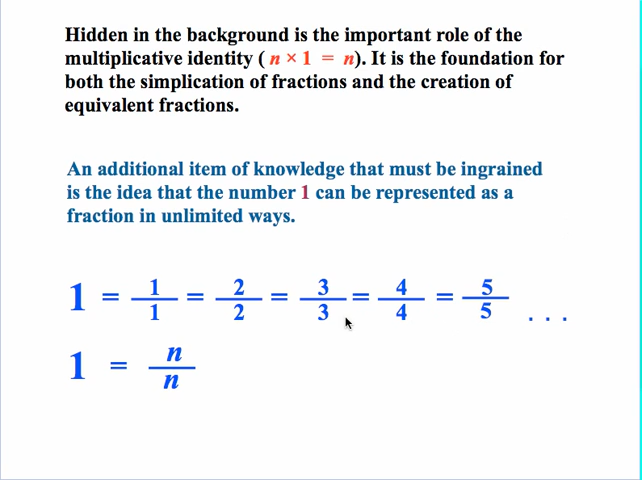 Hidden in the background is the important role of the
multiplicative identity ( n × 1 = n). It is the foundation for
both the simplication of fractions and the creation of
equivalent fractions.
An additional item of knowledge that must be ingrained
is the idea that the number 1 can be represented as a
fraction in unlimited ways.
1 = 1/1 = 2/2 = 3/3 = 4/4 = 5/5 . . .
1 = n/n